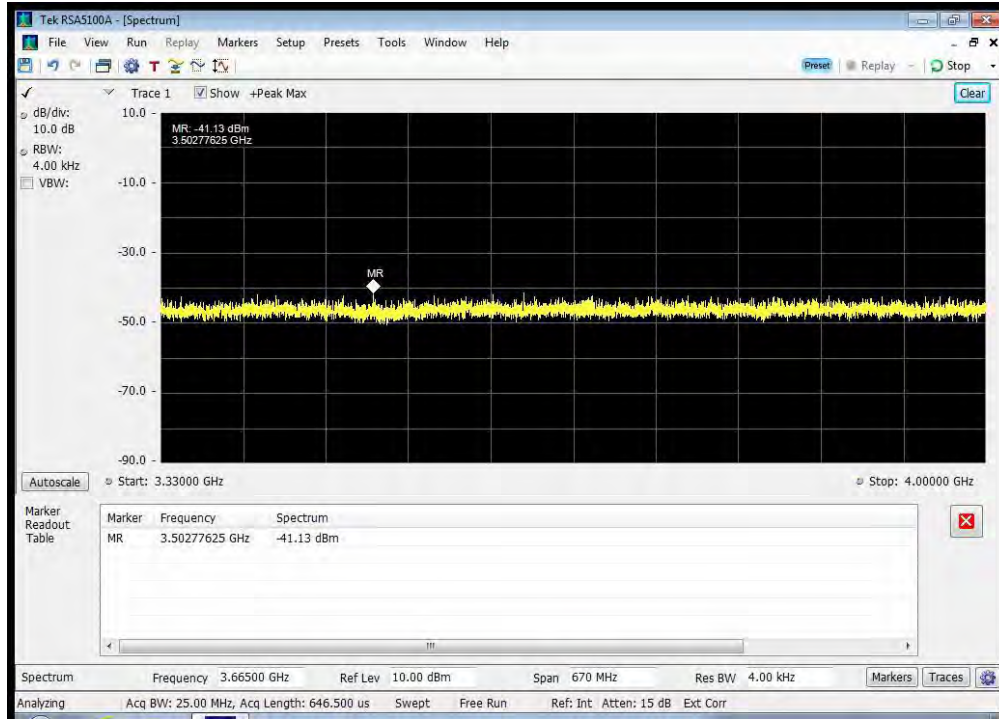 Tek RSA5100A - [Spectrum]
File View Run Replay Markers Setup Presets Tools Window Help
T
Preset Replay Stop
Trace 1 Show +Peak Max Clear
dB/div:
10.0 dB
RBW:
4.00 kHz
VBW:
10.0
-10.0
-30.0
-50.0
-70.0
-90.0
MR: -41.13 dBm
3.50277625 GHz
MR
Autoscale Start: 3.33000 GHz Stop: 4.00000 GHz
Marker
Readout
Table
Marker Frequency Spectrum
MR 3.50277625 GHz -41.13 dBm
Spectrum Frequency 3.66500 GHz Ref Lev 10.00 dBm Span 670 MHz Res BW 4.00 kHz Markers Traces
Analyzing Acq BW: 25.00 MHz, Acq Length: 646.500 us Swept Free Run Ref: Int Atten: 15 dB Ext Corr